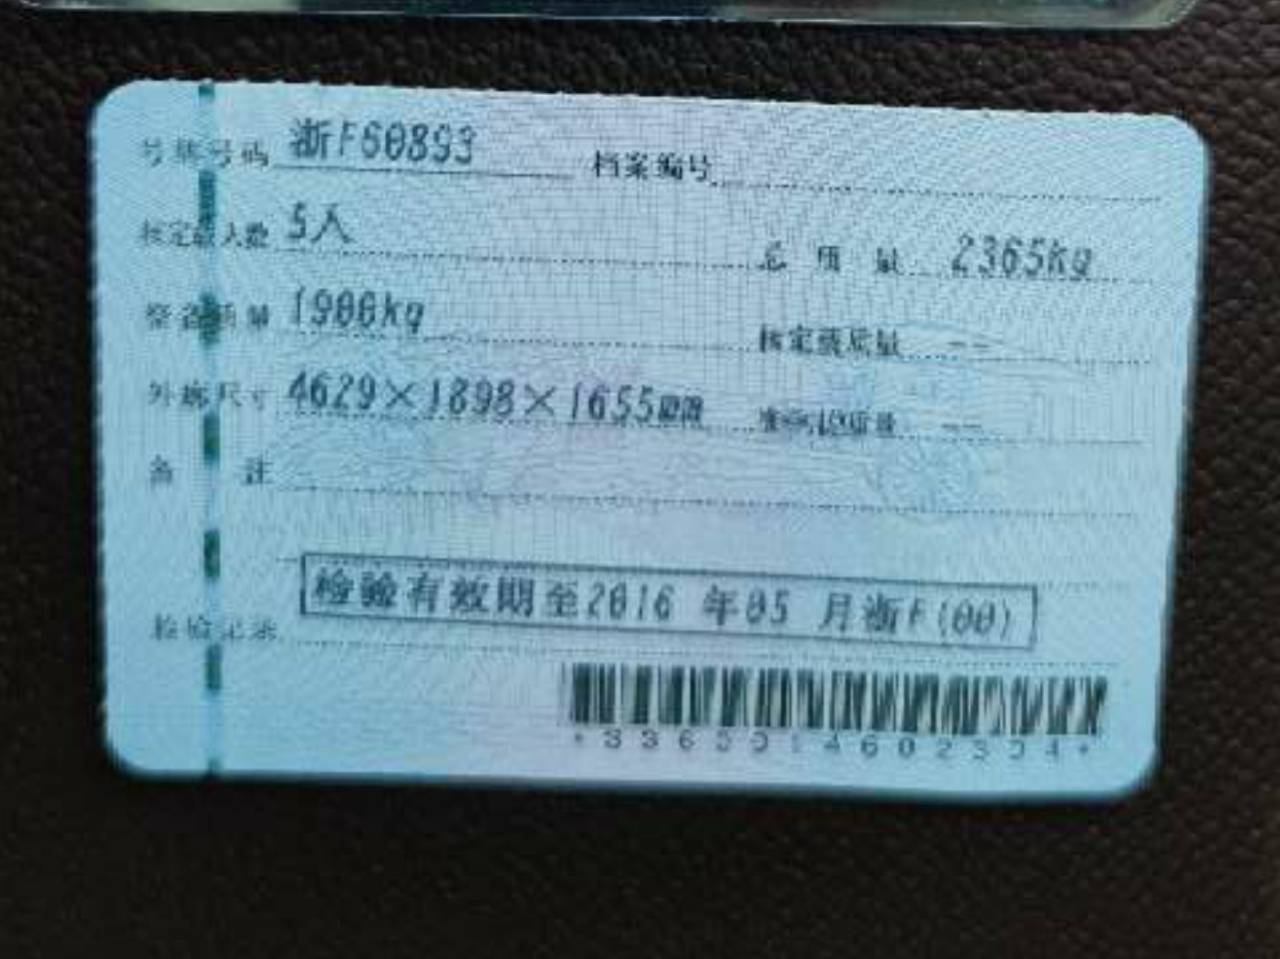 号牌号码 浙F60893 档案编号
核定载人数 5人 总质量 2365kg
整备质量 1900kg 核定载质量 --
外廓尺寸 4629×1898×1655mm 准牵引总质量 --
备注
检验有效期至2016 年05 月浙F(00)
检验记录